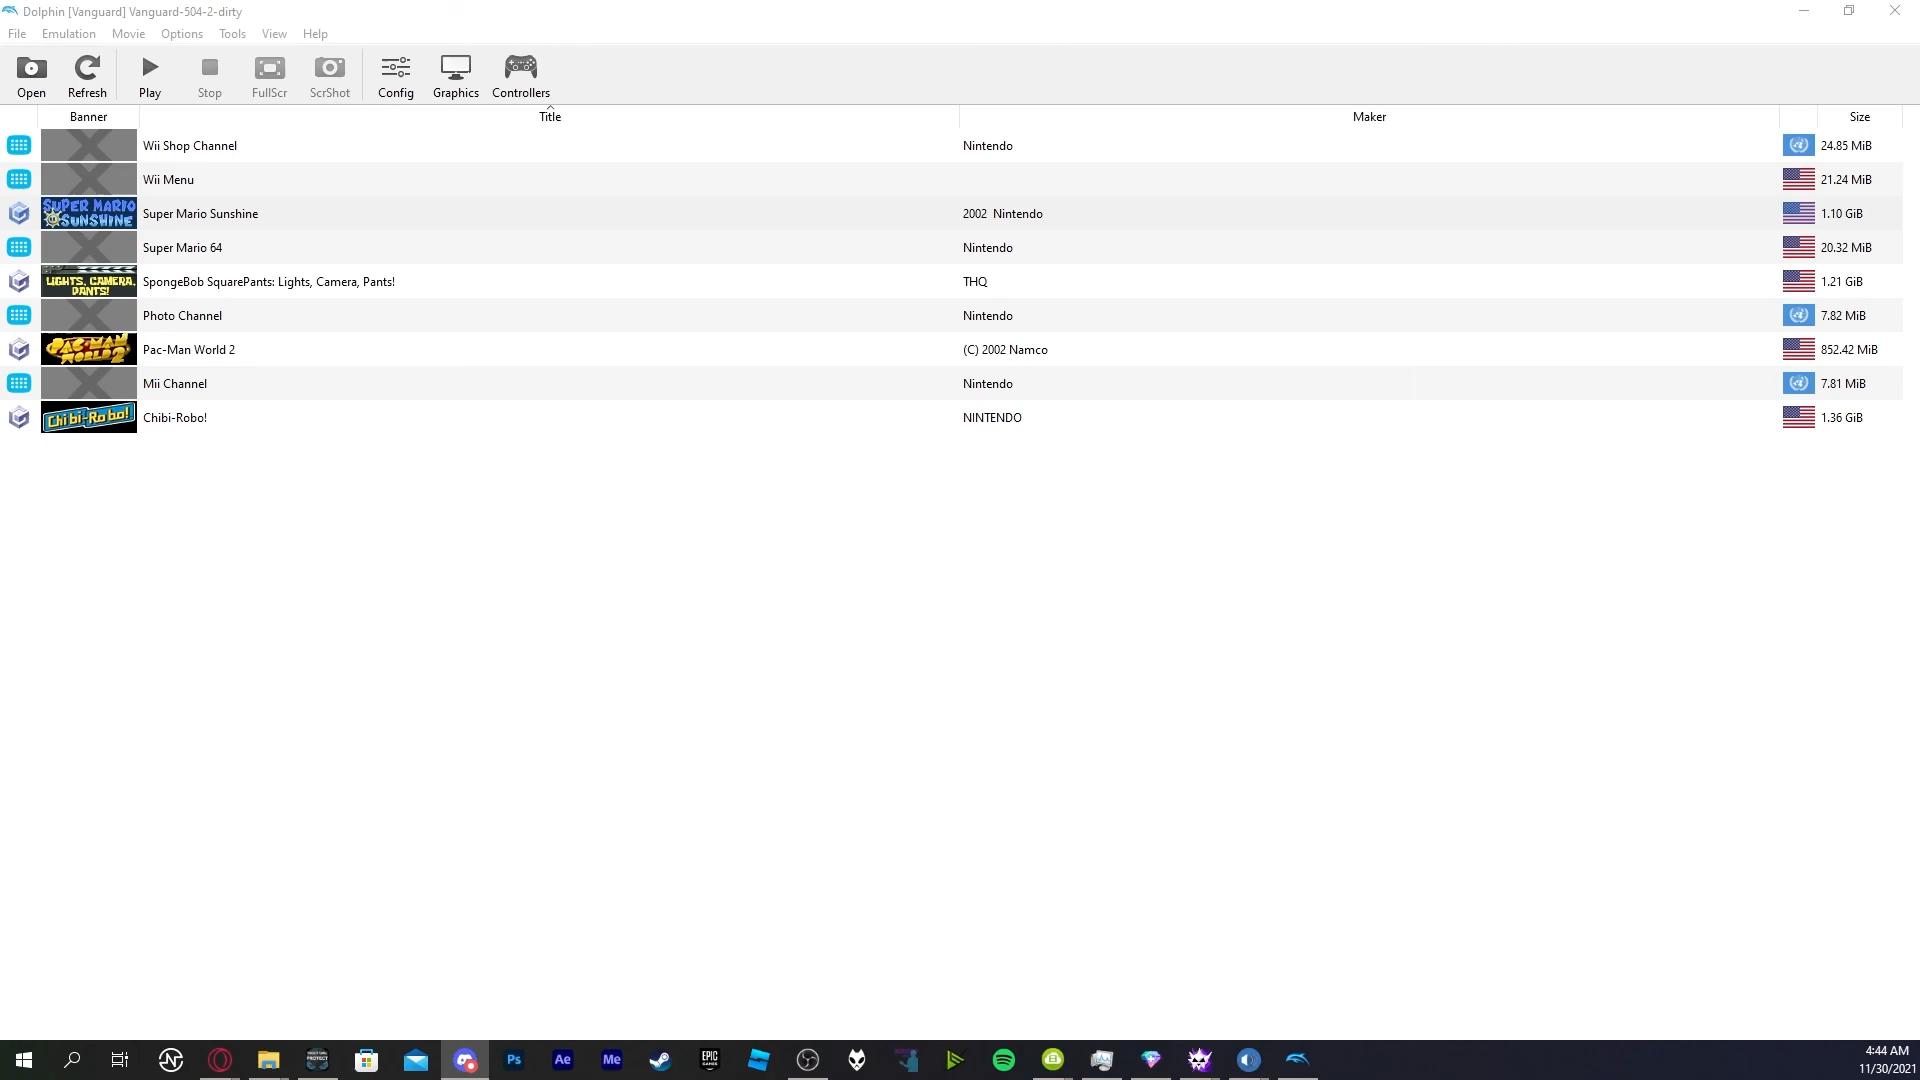 Dolphin [Vanguard] Vanguard-504-2-dirty
File Emulation Movie Options Tools View Help
Open Refresh Play Stop FullScr ScrShot Config Graphics Controllers
Banner Title Maker Size
Wii Shop Channel Nintendo 24.85 MiB
Wii Menu 21.24 MiB
SUPER MARIO SUNSHINE Super Mario Sunshine 2002 Nintendo 1.10 GiB
Super Mario 64 Nintendo 20.32 MiB
LIGHTS, CAMERA, PANTS! SpongeBob SquarePants: Lights, Camera, Pants! THQ 1.21 GiB
Photo Channel Nintendo 7.82 MiB
PAC-MAN WORLD 2 Pac-Man World 2 (C) 2002 Namco 852.42 MiB
Mii Channel Nintendo 7.81 MiB
Chibi-Robo! Chibi-Robo! NINTENDO 1.36 GiB
Ps Ae Me EPIC GAMES
4:44 AM
11/30/2021